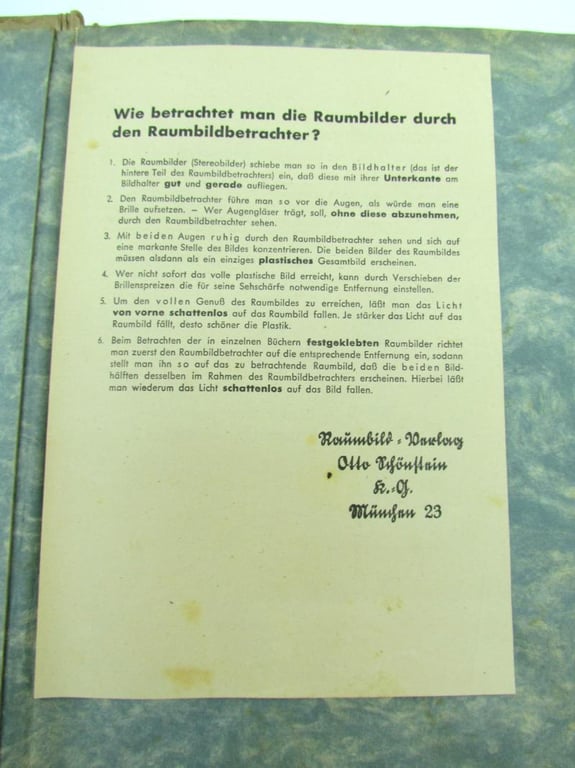 Wie betrachtet man die Raumbilder durch
den Raumbildbetrachter?
1. Die Raumbilder (Stereobilder) schiebe man so in den Bildhalter (das ist der
hintere Teil des Raumbildbetrachters) ein, daß diese mit ihrer Unterkante am
Bildhalter gut und gerade aufliegen.
2. Den Raumbildbetrachter führe man so vor die Augen, als würde man eine
Brille aufsetzen. — Wer Augengläser trägt, soll, ohne diese abzunehmen,
durch den Raumbildbetrachter sehen.
3. Mit beiden Augen ruhig durch den Raumbildbetrachter sehen und sich auf
eine markante Stelle des Bildes konzentrieren. Die beiden Bilder des Raumbildes
müssen alsdann als ein einziges plastisches Gesamtbild erscheinen.
4. Wer nicht sofort das volle plastische Bild erreicht, kann durch Verschieben der
Brillenspreizen die für seine Sehschärfe notwendige Entfernung einstellen.
5. Um den vollen Genuß des Raumbildes zu erreichen, läßt man das Licht
von vorne schattenlos auf das Raumbild fallen. Je stärker das Licht auf das
Raumbild fällt, desto schöner die Plastik.
6. Beim Betrachten der in einzelnen Büchern festgeklebten Raumbilder richtet
man zuerst den Raumbildbetrachter auf die entsprechende Entfernung ein, sodann
stellt man ihn so auf das zu betrachtende Raumbild, daß die beiden Bild-
hälften desselben im Rahmen des Raumbildbetrachters erscheinen. Hierbei läßt
man wiederum das Licht schattenlos auf das Bild fallen.
Raumbild-Verlag
Otto Schönstein
K.-G.
München 23